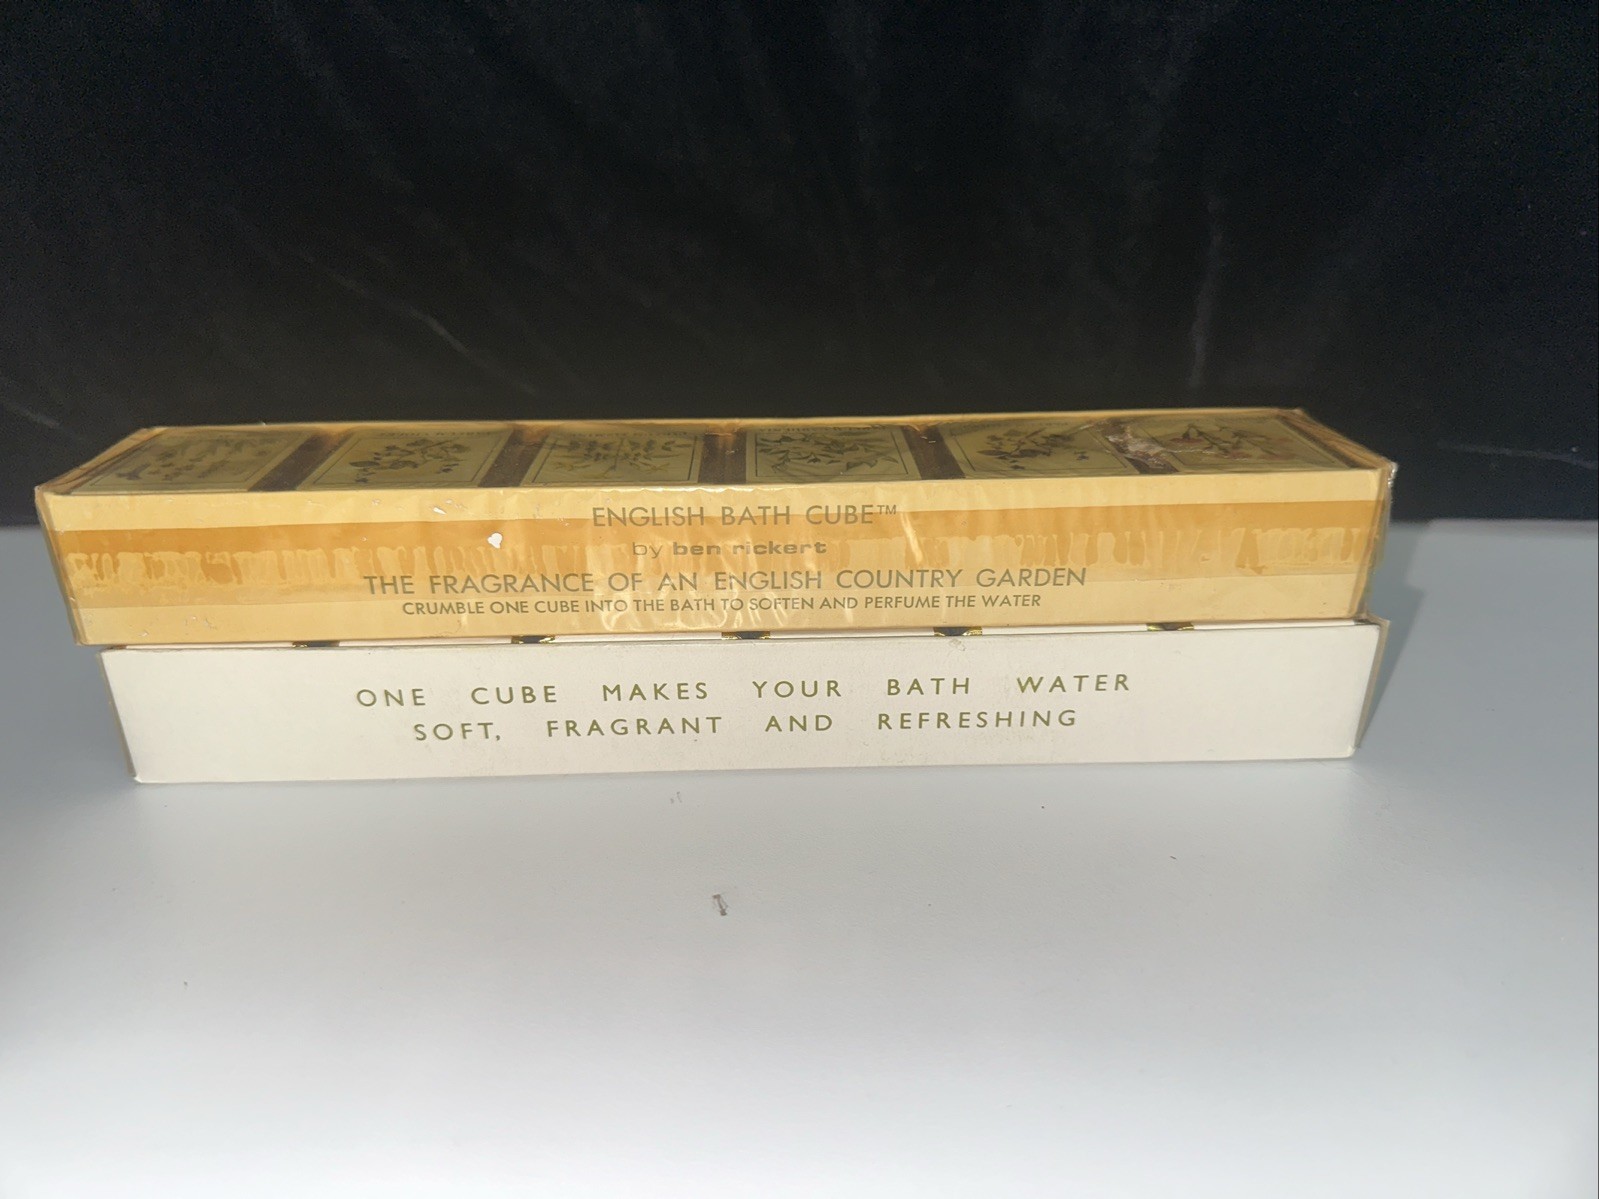 ENGLISH BATH CUBE™
by ben rickert
THE FRAGRANCE OF AN ENGLISH COUNTRY GARDEN
CRUMBLE ONE CUBE INTO THE BATH TO SOFTEN AND PERFUME THE WATER
ONE CUBE MAKES YOUR BATH WATER
SOFT, FRAGRANT AND REFRESHING